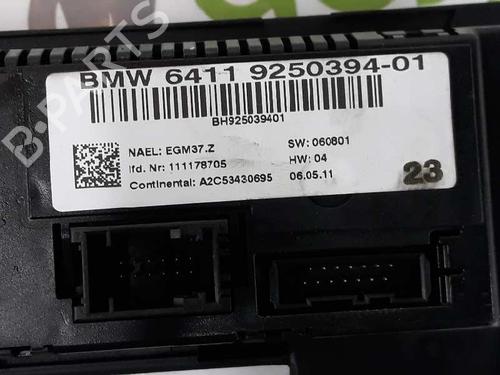 BMW 6411 9250394-01
BH925039401
NAEL: EGM37.Z
SW: 060801
lfd. Nr: 111178705
HW: 04
Continental: A2C53430695
06.05.11
23
B-PARTS